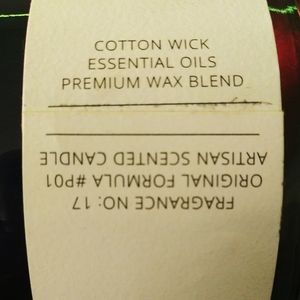 COTTON WICK
ESSENTIAL OILS
PREMIUM WAX BLEND
FRAGRANCE NO: 17
ORIGINAL FORMULA #P01
ARTISAN SCENTED CANDLE